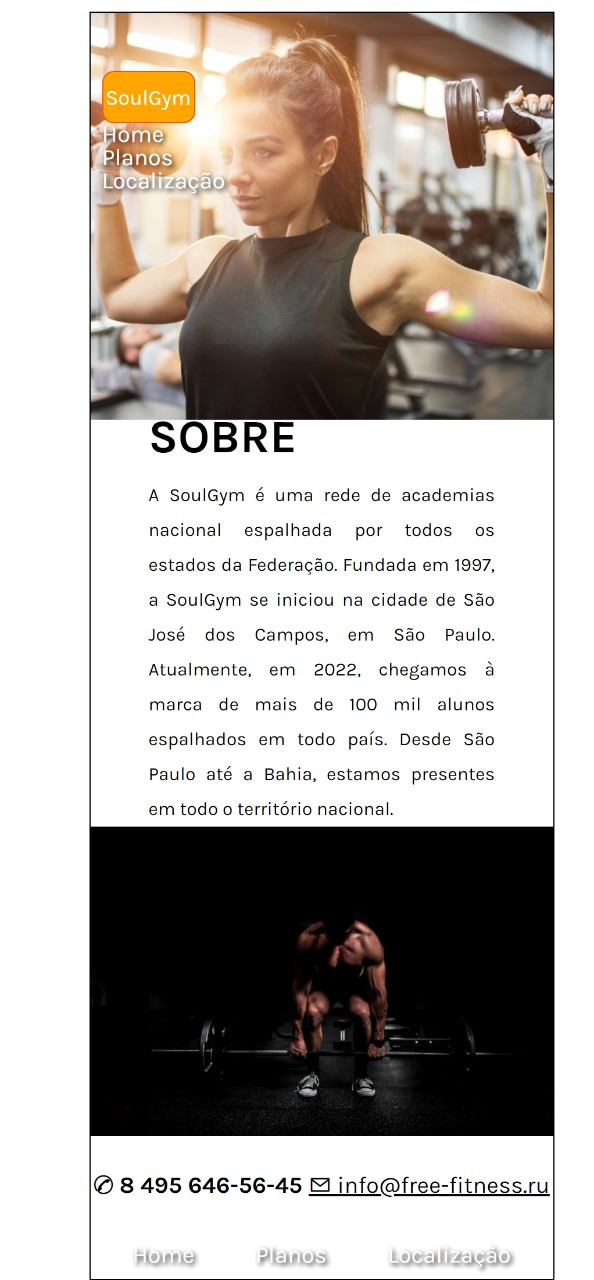 SoulGym
Home
Planos
Localização
SOBRE
A SoulGym é uma rede de academias
nacional espalhada por todos os
estados da Federação. Fundada em 1997,
a SoulGym se iniciou na cidade de São
José dos Campos, em São Paulo.
Atualmente, em 2022, chegamos à
marca de mais de 100 mil alunos
espalhados em todo país. Desde São
Paulo até a Bahia, estamos presentes
em todo o território nacional.
✆ 8 495 646-56-45 🖂 info@free-fitness.ru
Home Planos Localização